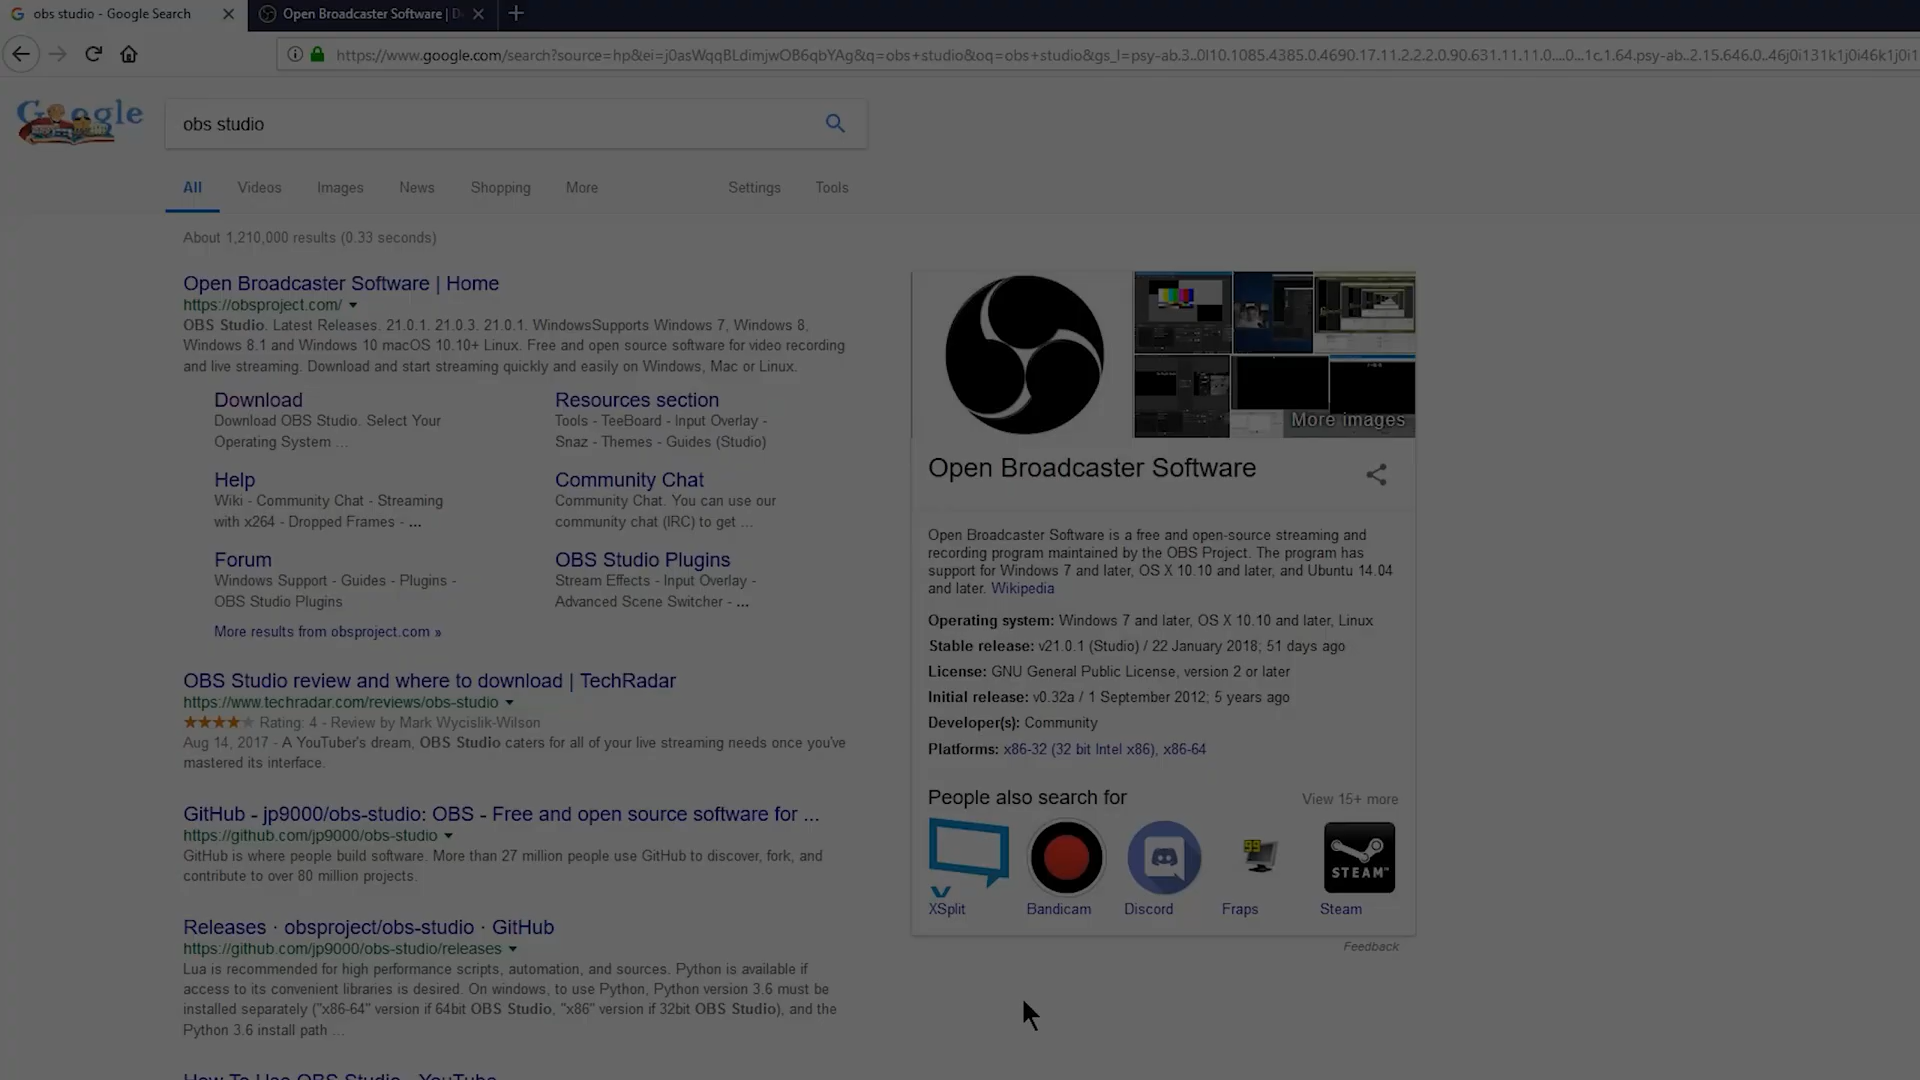 obs studio - Google Search
Open Broadcaster Software | D
https://www.google.com/search?source=hp&ei=j0asWqqBLdimjwOB6qbYAg&q=obs+studio&oq=obs+studio&gs_l=psy-ab.3..0l10.1085.4385.0.4690.17.11.2.2.2.0.90.631.11.11.0....0...1c.1.64.psy-ab..2.15.646.0..46j0i131k1j0i46k1j0i1
Google
obs studio
All Videos Images News Shopping More Settings Tools
About 1,210,000 results (0.33 seconds)
Open Broadcaster Software | Home
https://obsproject.com/
OBS Studio. Latest Releases. 21.0.1. 21.0.3. 21.0.1. WindowsSupports Windows 7, Windows 8,
Windows 8.1 and Windows 10 macOS 10.10+ Linux. Free and open source software for video recording
and live streaming. Download and start streaming quickly and easily on Windows, Mac or Linux.
Download
Download OBS Studio. Select Your
Operating System ...
Resources section
Tools - TeeBoard - Input Overlay -
Snaz - Themes - Guides (Studio)
Help
Wiki - Community Chat - Streaming
with x264 - Dropped Frames - ...
Community Chat
Community Chat. You can use our
community chat (IRC) to get ...
Forum
Windows Support - Guides - Plugins -
OBS Studio Plugins
OBS Studio Plugins
Stream Effects - Input Overlay -
Advanced Scene Switcher - ...
More results from obsproject.com »
OBS Studio review and where to download | TechRadar
https://www.techradar.com/reviews/obs-studio
Rating: 4 - Review by Mark Wycislik-Wilson
Aug 14, 2017 - A YouTuber's dream, OBS Studio caters for all of your live streaming needs once you've
mastered its interface.
GitHub - jp9000/obs-studio: OBS - Free and open source software for ...
https://github.com/jp9000/obs-studio
GitHub is where people build software. More than 27 million people use GitHub to discover, fork, and
contribute to over 80 million projects.
Releases · obsproject/obs-studio · GitHub
https://github.com/jp9000/obs-studio/releases
Lua is recommended for high performance scripts, automation, and sources. Python is available if
access to its convenient libraries is desired. On windows, to use Python, Python version 3.6 must be
installed separately ("x86-64" version if 64bit OBS Studio, "x86" version if 32bit OBS Studio), and the
Python 3.6 install path ...
How To Use OBS Studio - YouTube
More images
Open Broadcaster Software
Open Broadcaster Software is a free and open-source streaming and
recording program maintained by the OBS Project. The program has
support for Windows 7 and later, OS X 10.10 and later, and Ubuntu 14.04
and later. Wikipedia
Operating system: Windows 7 and later, OS X 10.10 and later, Linux
Stable release: v21.0.1 (Studio) / 22 January 2018; 51 days ago
License: GNU General Public License, version 2 or later
Initial release: v0.32a / 1 September 2012; 5 years ago
Developer(s): Community
Platforms: x86-32 (32 bit Intel x86), x86-64
People also search for
View 15+ more
99
STEAM™
XSplit Bandicam Discord Fraps Steam
Feedback